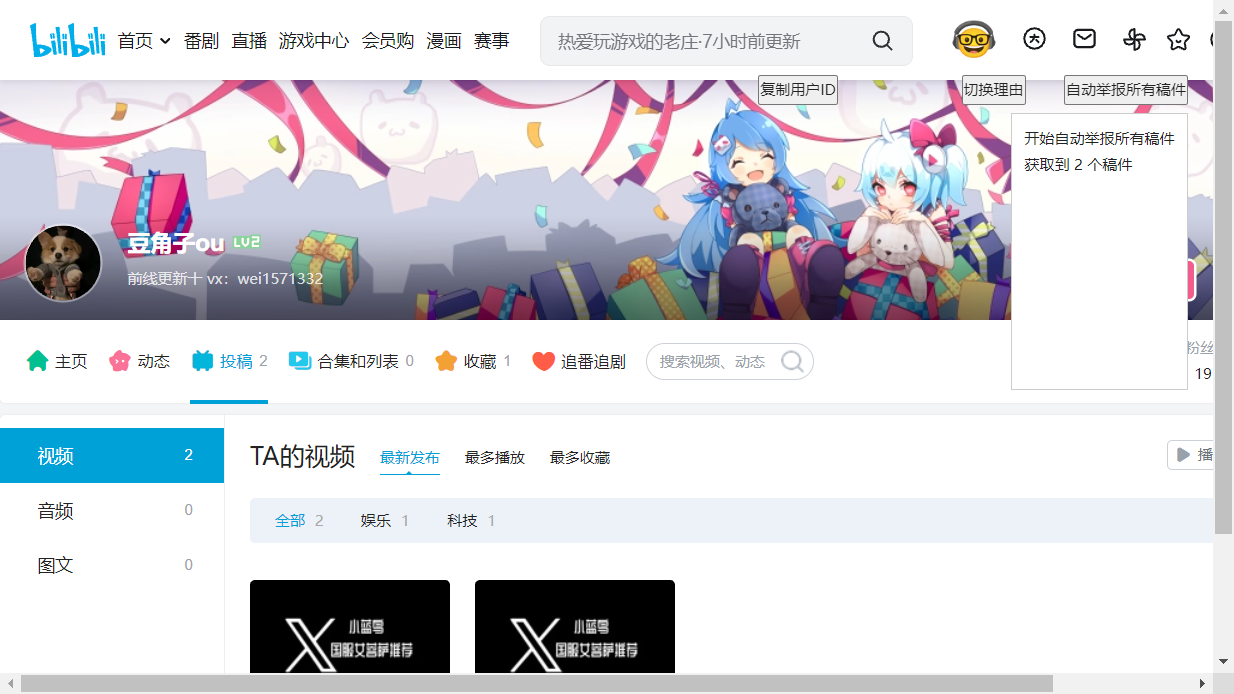 bilibili 首页 番剧 直播 游戏中心 会员购 漫画 赛事 热爱玩游戏的老庄·7小时前更新
复制用户ID 切换理由 自动举报所有稿件
开始自动举报所有稿件
获取到 2 个稿件
豆角子ou LV2
前线更新十 vx：wei1571332
主页 动态 投稿 2 合集和列表 0 收藏 1 追番追剧 搜索视频、动态
粉丝
19
视频 2
音频 0
图文 0
TA的视频 最新发布 最多播放 最多收藏 播
全部 2 娱乐 1 科技 1
小蓝号
国服女菩萨推荐
小蓝号
国服女菩萨推荐